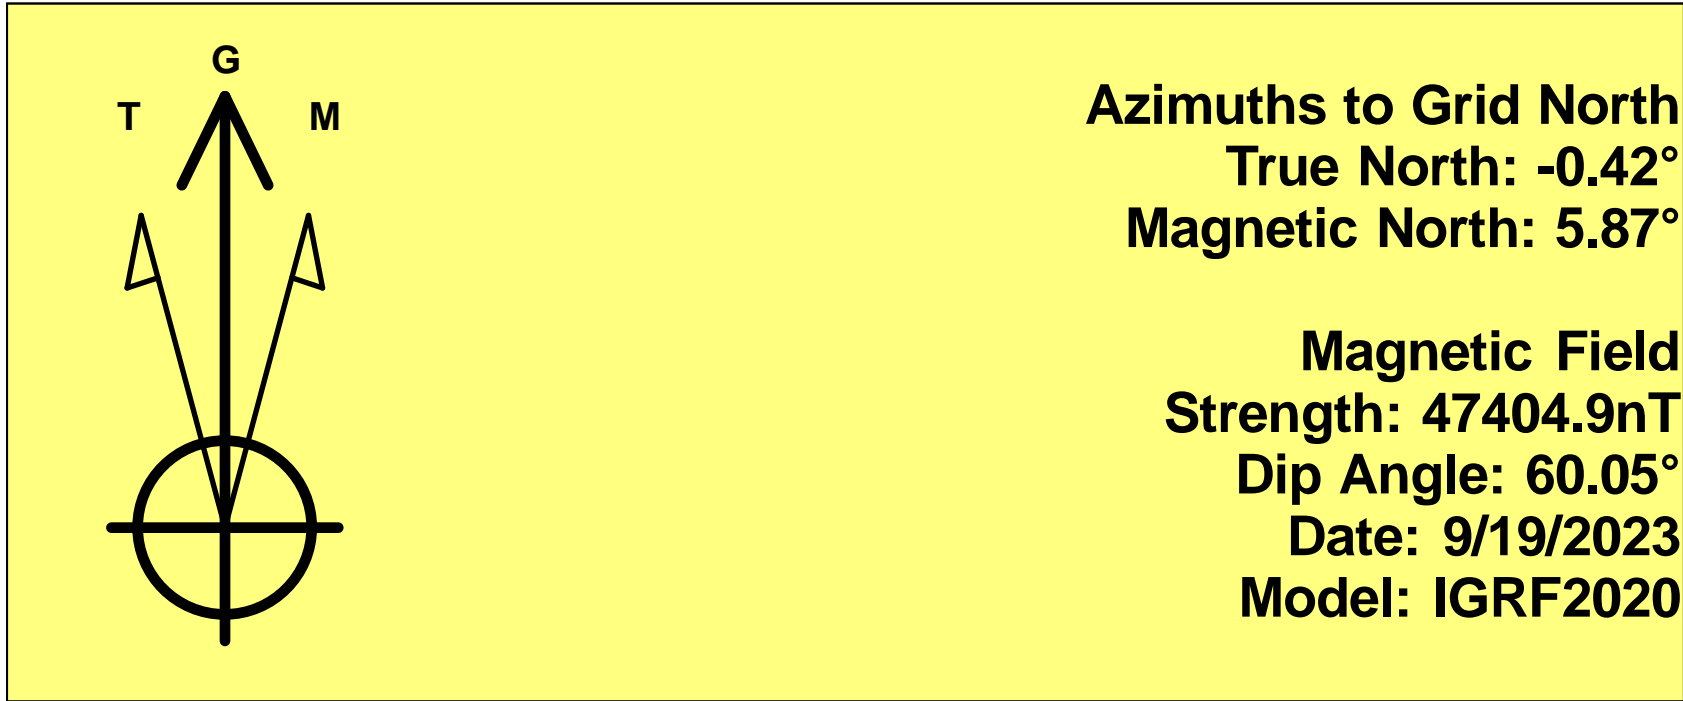 G
T M
Azimuths to Grid North
True North: -0.42°
Magnetic North: 5.87°
Magnetic Field
Strength: 47404.9nT
Dip Angle: 60.05°
Date: 9/19/2023
Model: IGRF2020